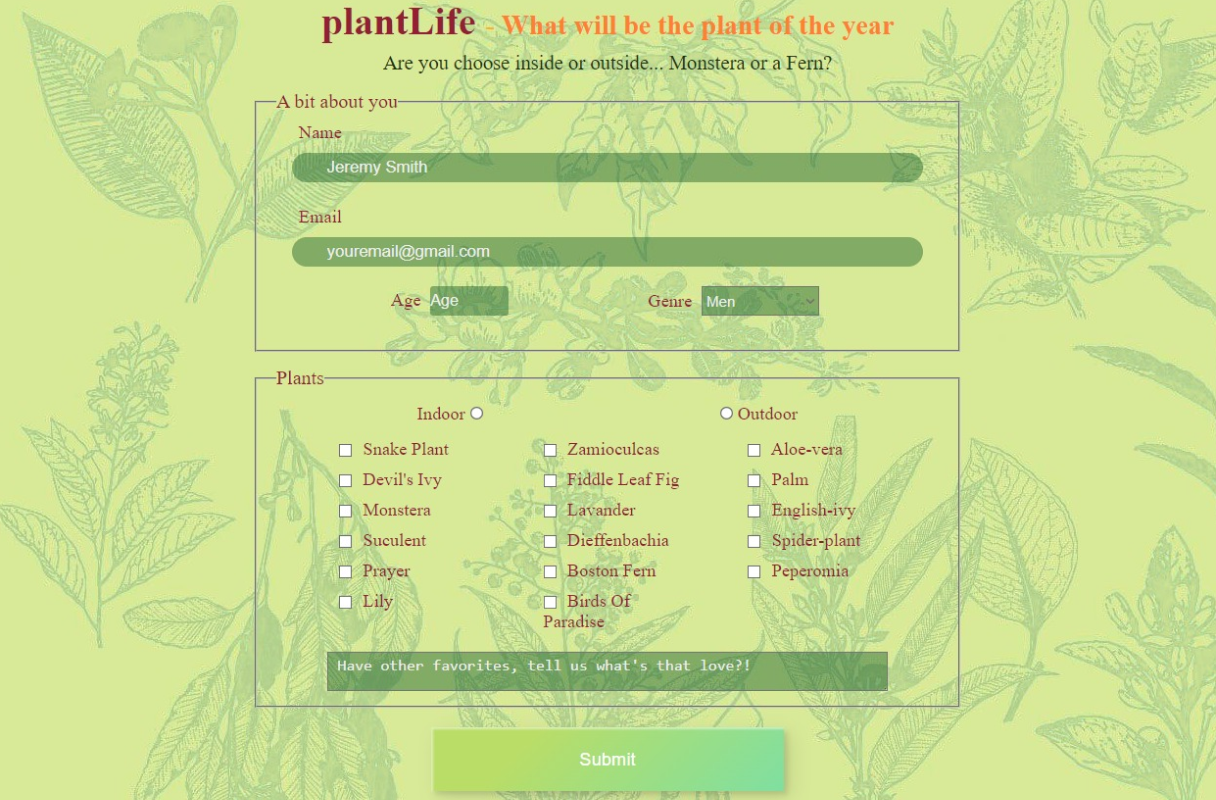 plantLife - What will be the plant of the year
Are you choose inside or outside... Monstera or a Fern?
A bit about you
Name
Jeremy Smith
Email
youremail@gmail.com
Age Age Genre Men
Plants
Indoor Outdoor
Snake Plant Zamioculcas Aloe-vera
Devil's Ivy Fiddle Leaf Fig Palm
Monstera Lavander English-ivy
Suculent Dieffenbachia Spider-plant
Prayer Boston Fern Peperomia
Lily Birds Of
Paradise
Have other favorites, tell us what's that love?!
Submit